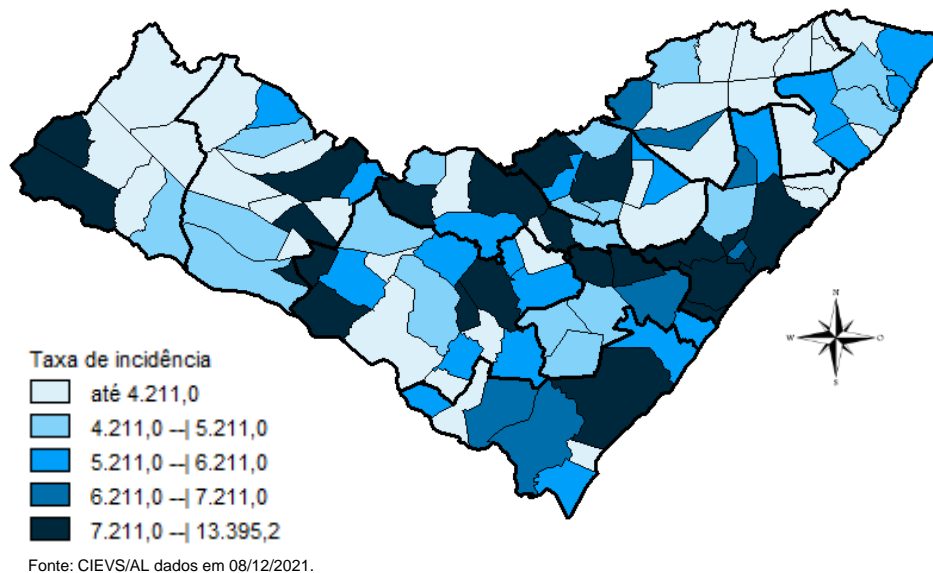 N
W
O
S
Taxa de incidência
até 4.211,0
4.211,0 --| 5.211,0
5.211,0 --| 6.211,0
6.211,0 --| 7.211,0
7.211,0 --| 13.395,2
Fonte: CIEVS/AL dados em 08/12/2021.